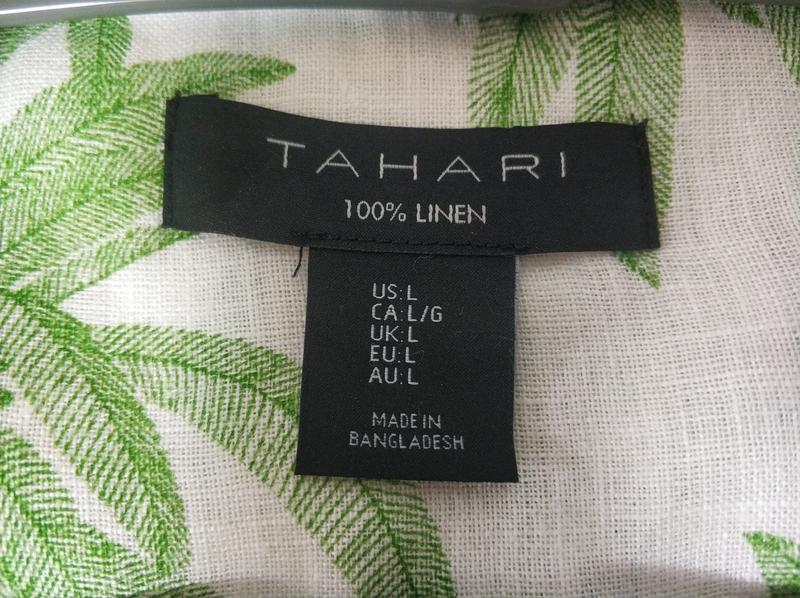 TAHARI
100% LINEN
US:L
CA:L/G
UK:L
EU:L
AU:L
MADE IN
BANGLADESH